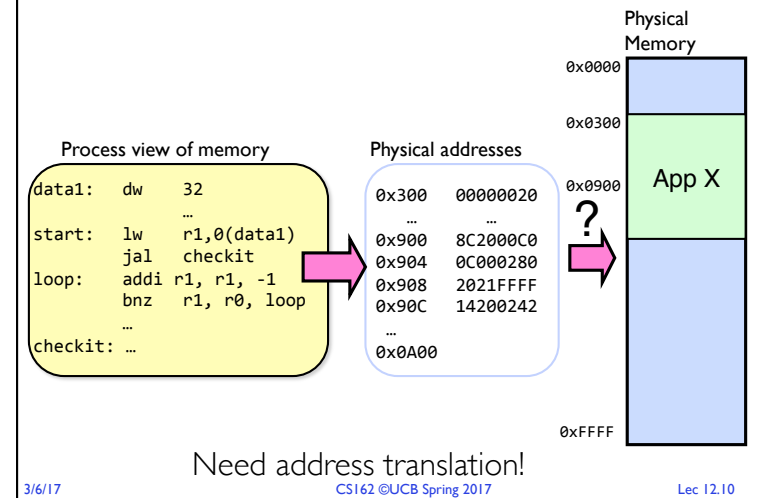 Physical
Memory
0x0000
0x0300
0x0900
App X
?
0xFFFF
Process view of memory
data1: dw 32
…
start: lw r1,0(data1)
jal checkit
loop: addi r1, r1, -1
bnz r1, r0, loop
…
checkit: …
Physical addresses
0x300 00000020
… …
0x900 8C2000C0
0x904 0C000280
0x908 2021FFFF
0x90C 14200242
…
0x0A00
Need address translation!
3/6/17 CS162 ©UCB Spring 2017 Lec 12.10